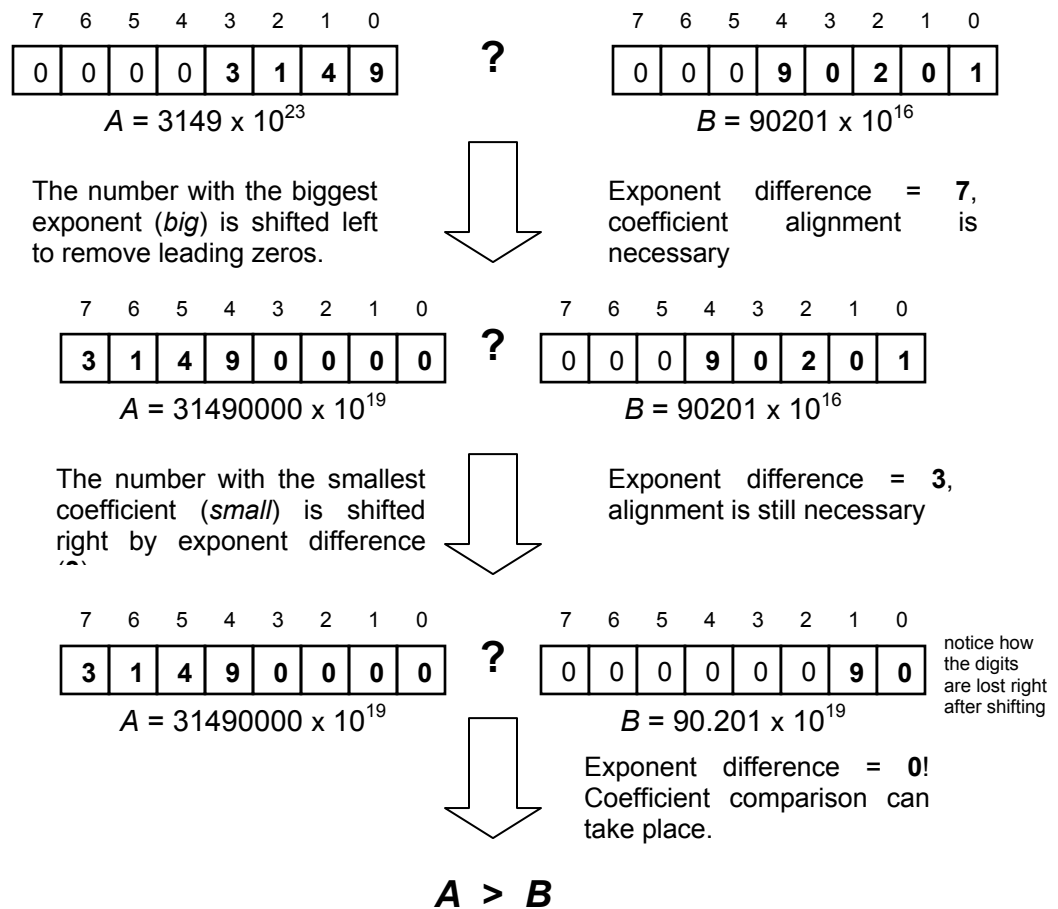 7 6 5 4 3 2 1 0
7 6 5 4 3 2 1 0
0 0 0 0 3 1 4 9
?
0 0 0 9 0 2 0 1
A = 3149 x 10^23
B = 90201 x 10^16
The number with the biggest
exponent (big) is shifted left
to remove leading zeros.
Exponent difference = 7,
coefficient alignment is
necessary
7 6 5 4 3 2 1 0
7 6 5 4 3 2 1 0
3 1 4 9 0 0 0 0
?
0 0 0 9 0 2 0 1
A = 31490000 x 10^19
B = 90201 x 10^16
The number with the smallest
coefficient (small) is shifted
right by exponent difference
Exponent difference = 3,
alignment is still necessary
7 6 5 4 3 2 1 0
7 6 5 4 3 2 1 0
3 1 4 9 0 0 0 0
?
0 0 0 0 0 0 9 0
notice how
the digits
are lost right
after shifting
A = 31490000 x 10^19
B = 90.201 x 10^19
Exponent difference = 0!
Coefficient comparison can
take place.
A > B